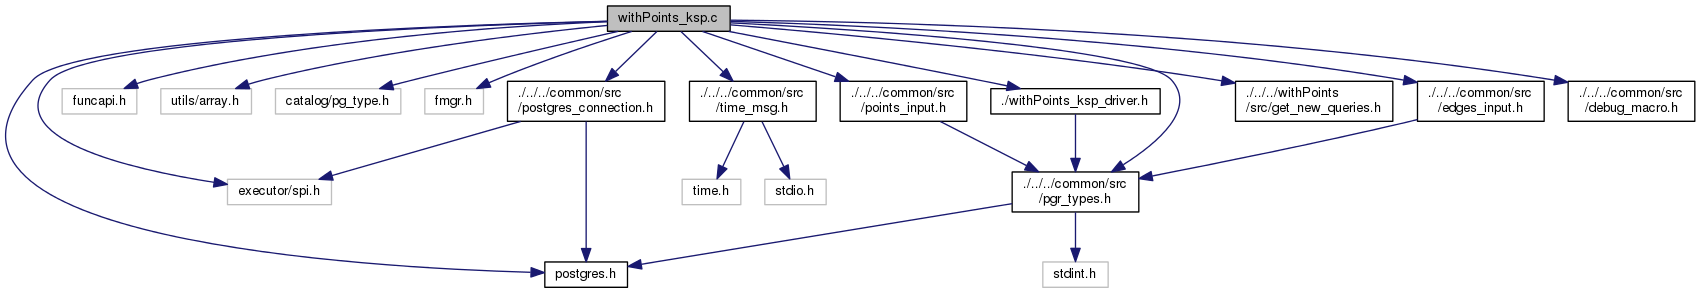 withPoints_ksp.c
funcapi.h
utils/array.h
catalog/pg_type.h
fmgr.h
./../../common/src
/postgres_connection.h
./../../common/src
/time_msg.h
./../../common/src
/points_input.h
./withPoints_ksp_driver.h
./../../withPoints
/src/get_new_queries.h
./../../common/src
/edges_input.h
./../../common/src
/debug_macro.h
executor/spi.h
time.h
stdio.h
./../../common/src
/pgr_types.h
postgres.h
stdint.h